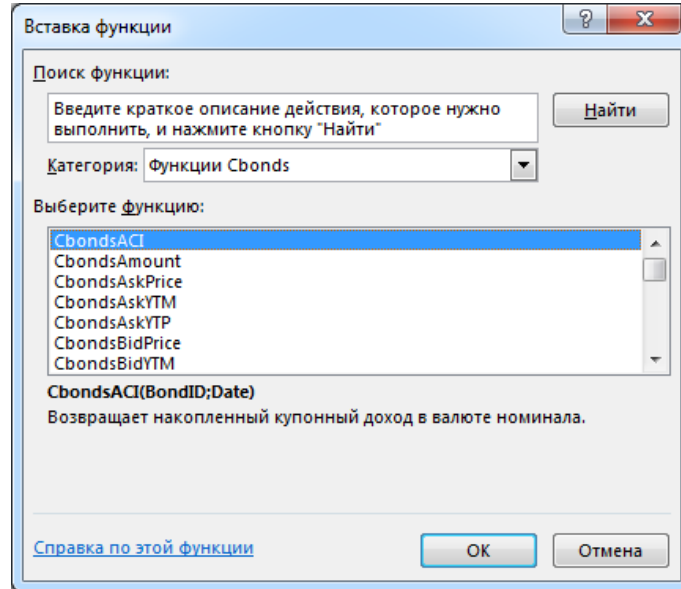 Вставка функции
Поиск функции:
Введите краткое описание действия, которое нужно
выполнить, и нажмите кнопку "Найти"
Найти
Категория: Функции Cbonds
Выберите функцию:
CbondsACI
CbondsAmount
CbondsAskPrice
CbondsAskYTM
CbondsAskYTP
CbondsBidPrice
CbondsBidYTM
CbondsACI(BondID;Date)
Возвращает накопленный купонный доход в валюте номинала.
Справка по этой функции
ОК
Отмена